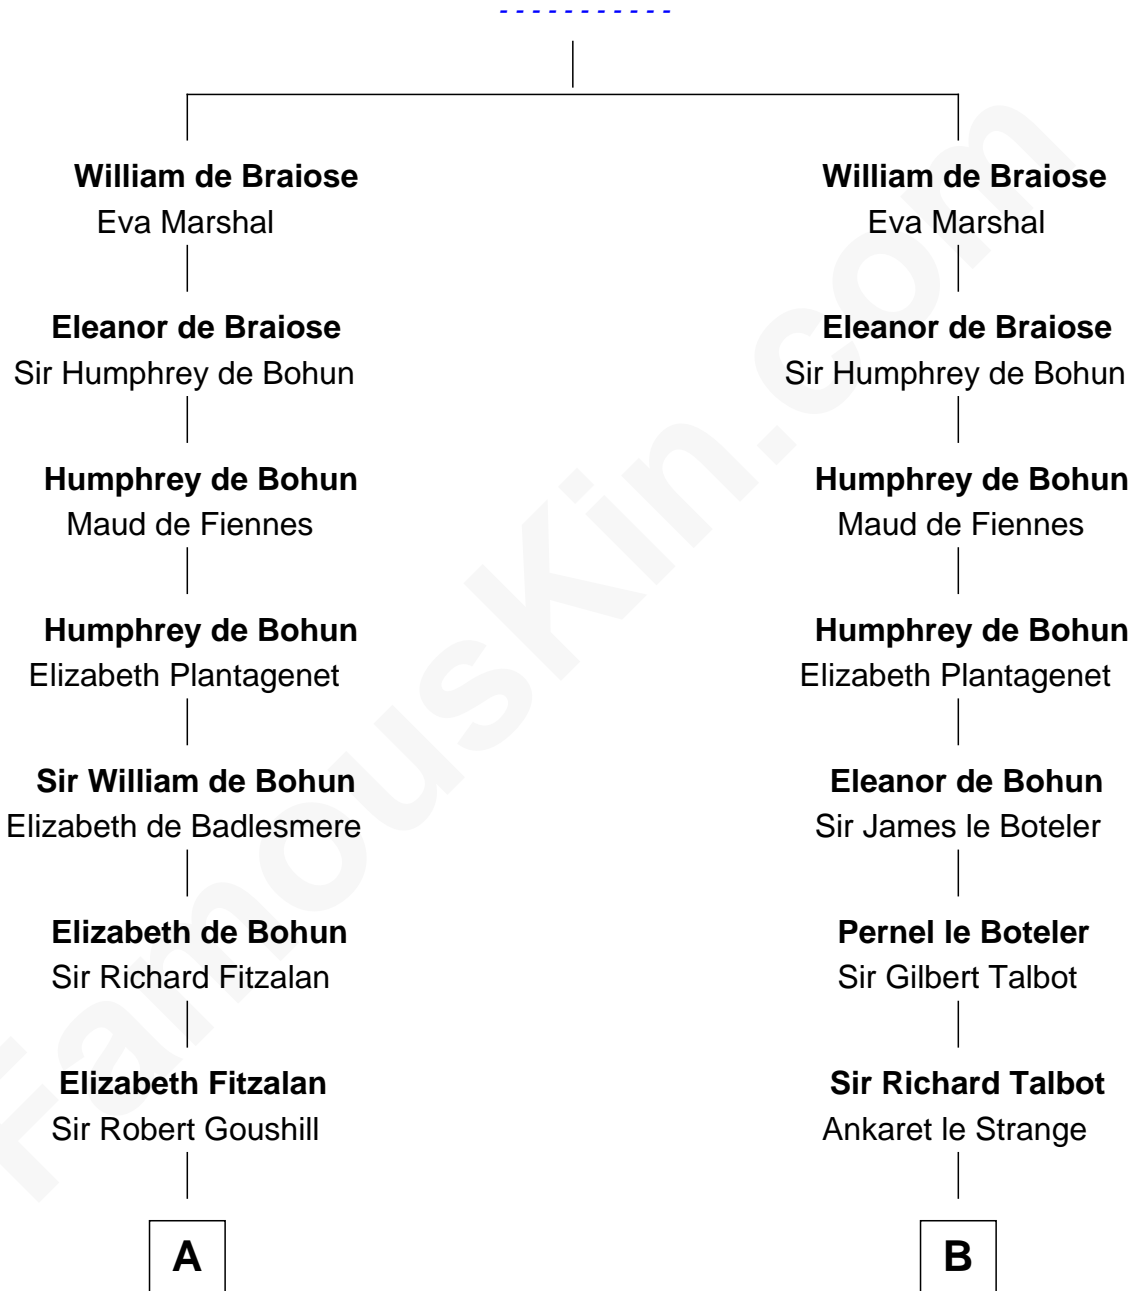 - - - - - - - - - - -
William de Braiose
Eva Marshal
Eleanor de Braiose
Sir Humphrey de Bohun
Humphrey de Bohun
Maud de Fiennes
Humphrey de Bohun
Elizabeth Plantagenet
Sir William de Bohun
Elizabeth de Badlesmere
Elizabeth de Bohun
Sir Richard Fitzalan
Elizabeth Fitzalan
Sir Robert Goushill
A
William de Braiose
Eva Marshal
Eleanor de Braiose
Sir Humphrey de Bohun
Humphrey de Bohun
Maud de Fiennes
Humphrey de Bohun
Elizabeth Plantagenet
Eleanor de Bohun
Sir James le Boteler
Pernel le Boteler
Sir Gilbert Talbot
Sir Richard Talbot
Ankaret le Strange
B
FamousKin.com